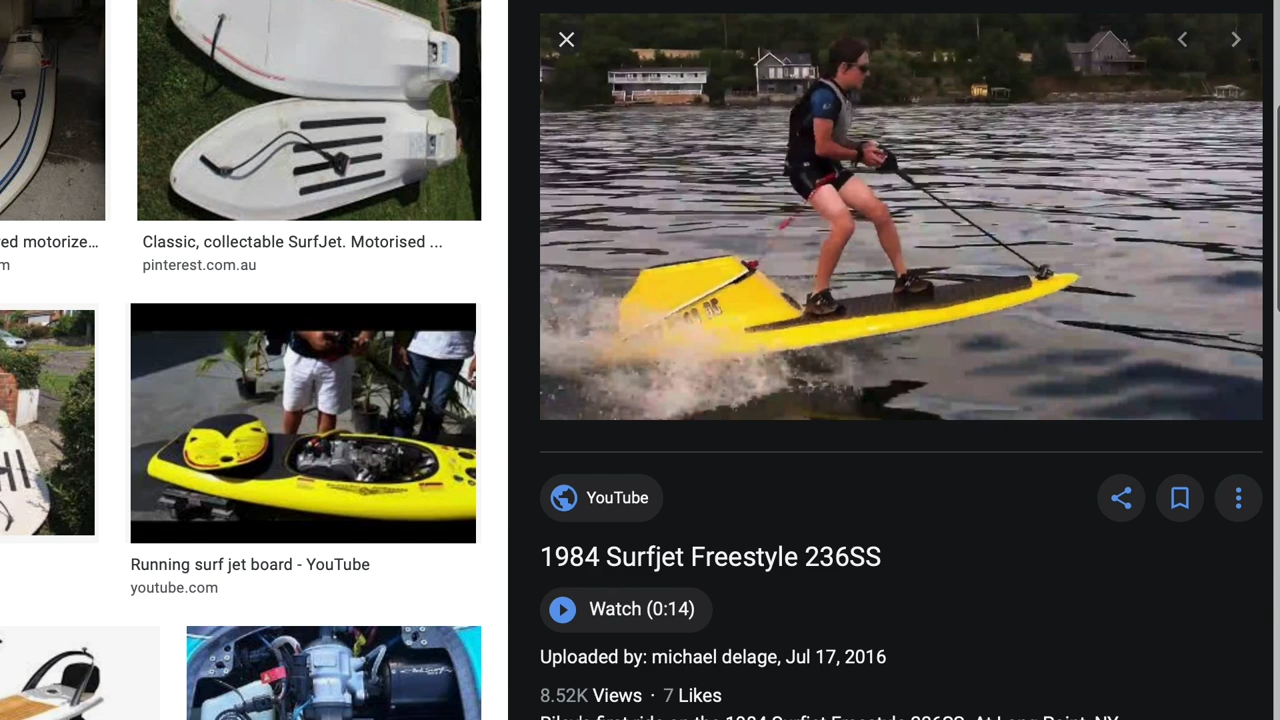 ed motorize...
m
Classic, collectable SurfJet. Motorised ...
pinterest.com.au
Running surf jet board - YouTube
youtube.com
YouTube
1984 Surfjet Freestyle 236SS
Watch (0:14)
Uploaded by: michael delage, Jul 17, 2016
8.52K Views · 7 Likes